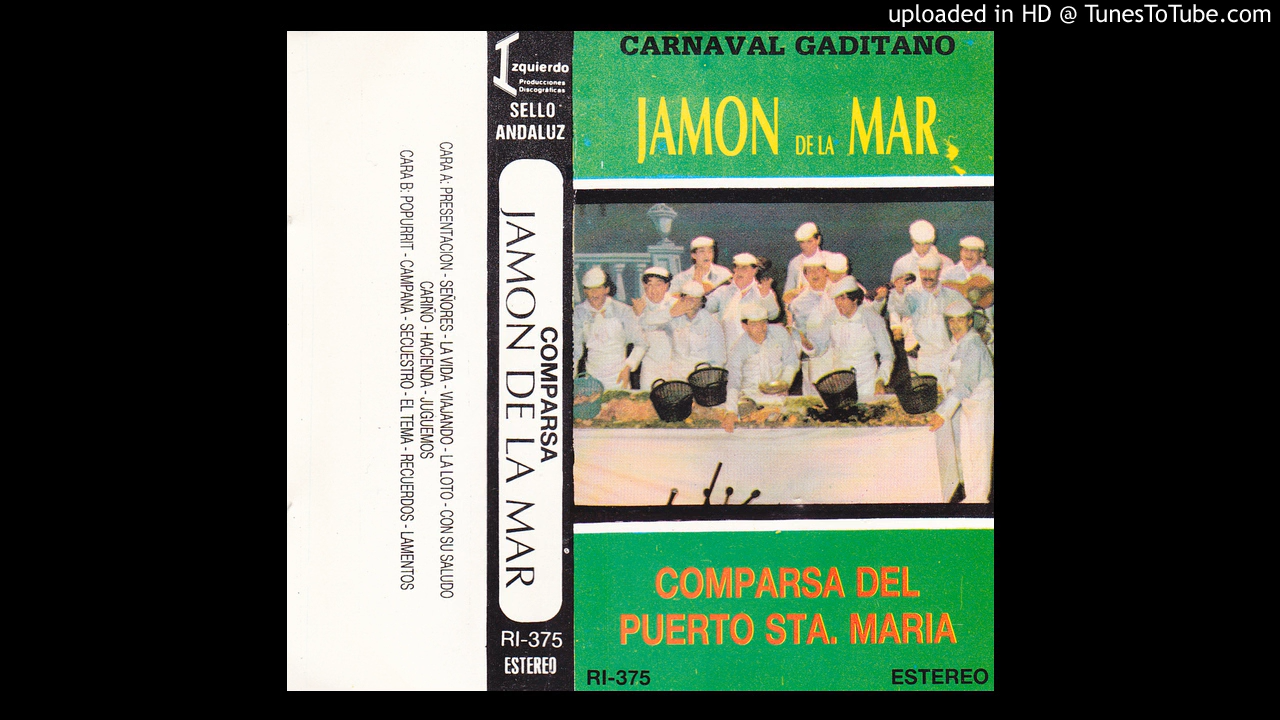 uploaded in HD @ TunesToTube.com
CARA A: PRESENTACION - SEÑORES - LA VIDA - VIAJANDO - LA LOTO - CON SU SALUDO
CARIÑO - HACIENDA - JUGUEMOS
CARA B: POPURRIT - CAMPANA - SECUESTRO - EL TEMA - RECUERDOS - LAMENTOS
Izquierdo
Producciones
Discográficas
SELLO
ANDALUZ
COMPARSA
JAMON DE LA MAR
RI-375
ESTEREO
CARNAVAL GADITANO
JAMON DE LA MAR
COMPARSA DEL
PUERTO STA. MARIA
RI-375
ESTEREO